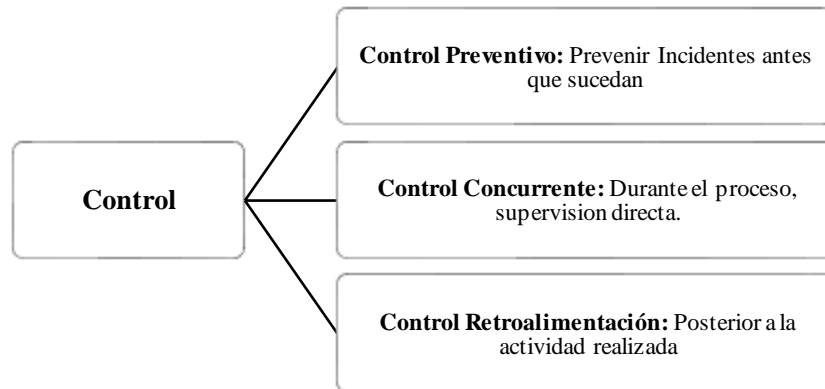 Control
Control Preventivo: Prevenir Incidentes antes
que sucedan
Control Concurrente: Durante el proceso,
supervision directa.
Control Retroalimentación: Posterior a la
actividad realizada